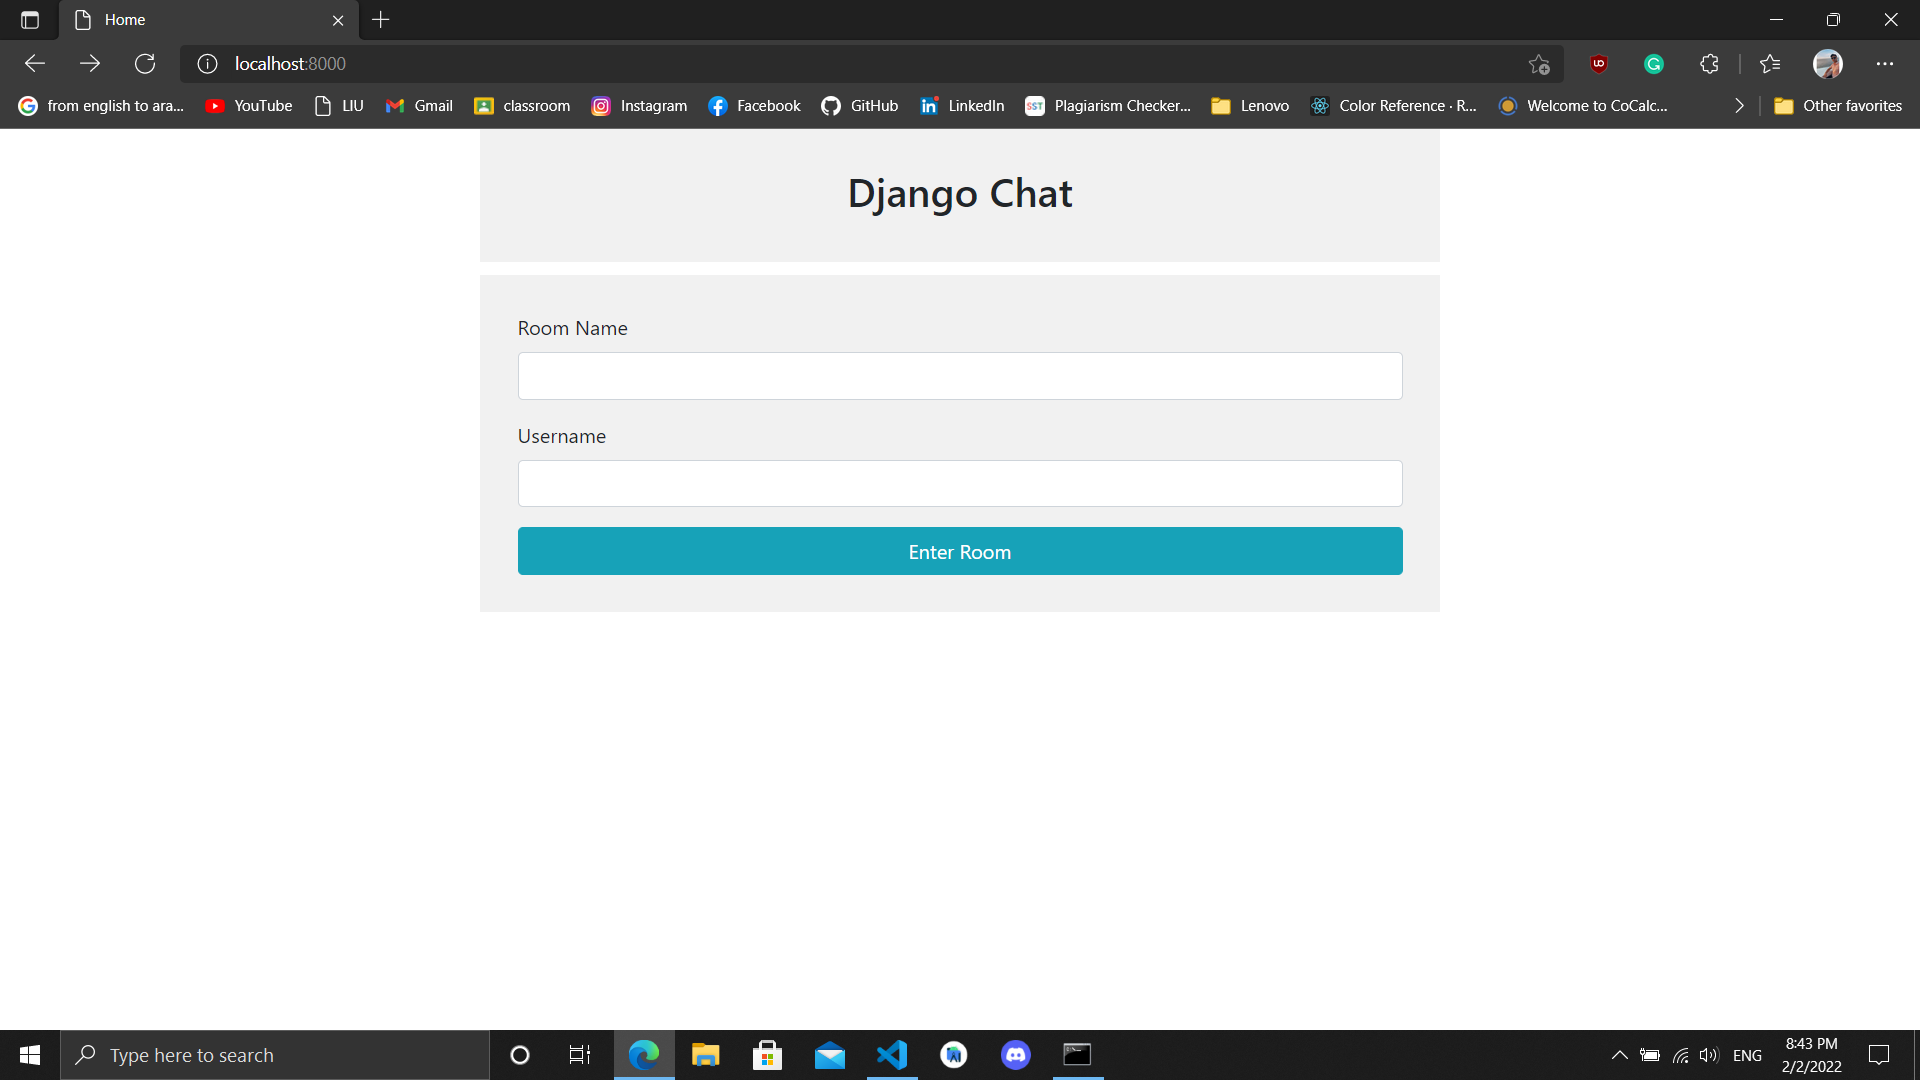 Home
localhost:8000
from english to ara...
YouTube
LIU
Gmail
classroom
Instagram
Facebook
GitHub
LinkedIn
SST
Plagiarism Checker...
Lenovo
Color Reference · R...
Welcome to CoCalc...
Other favorites
Django Chat
Room Name
Username
Enter Room
Type here to search
ENG
8:43 PM
2/2/2022